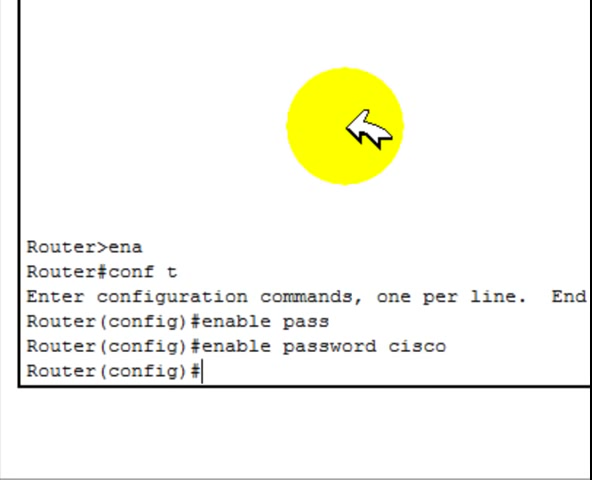 Router>ena
Router#conf t
Enter configuration commands, one per line.  End
Router(config)#enable pass
Router(config)#enable password cisco
Router(config)#